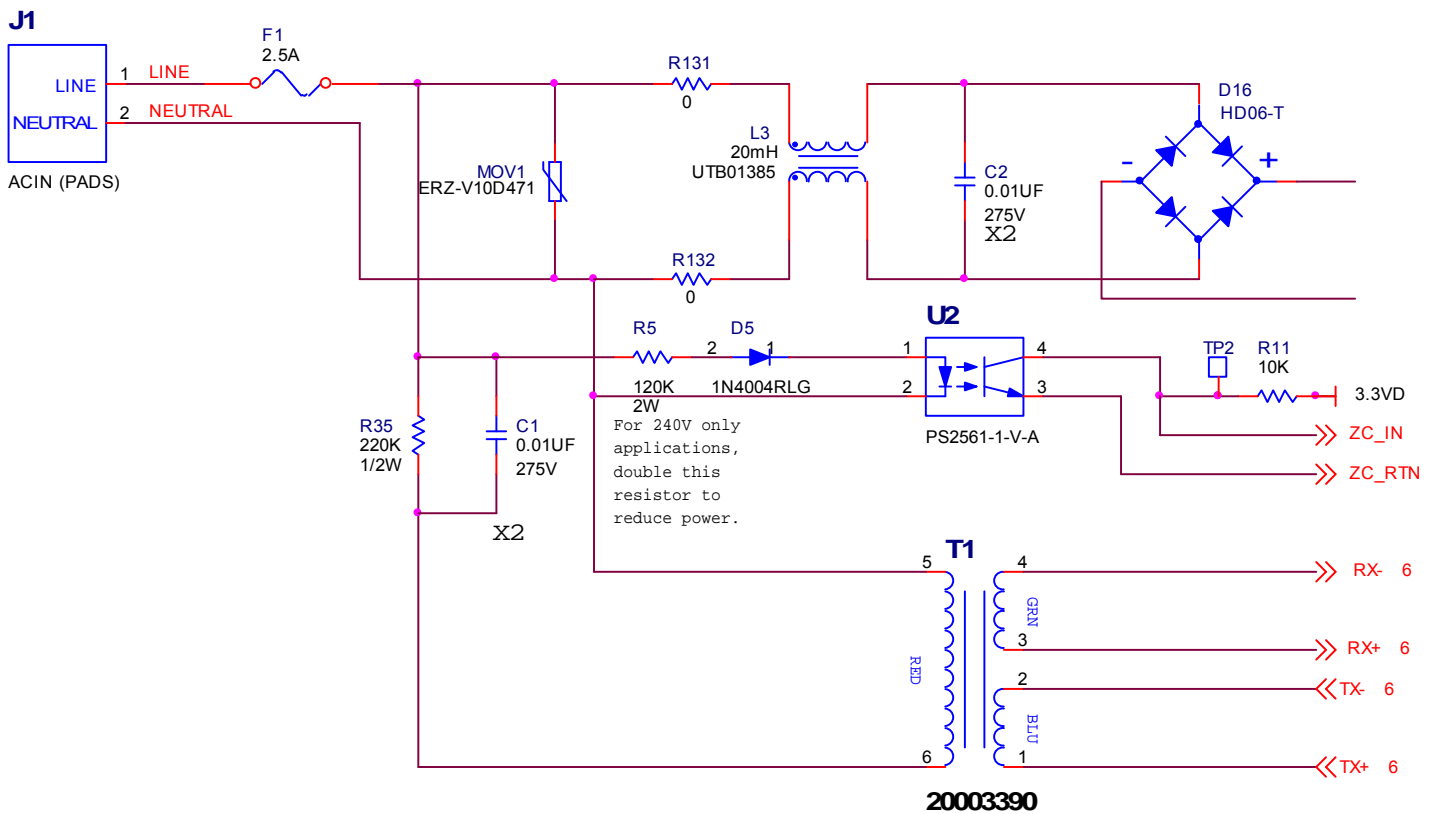 J1
F1
2.5A
LINE
1
LINE
NEUTRAL
2
NEUTRAL
ACIN (PADS)
R131
0
MOV1
ERZ-V10D471
L3
20mH
UTB01385
R132
0
C2
0.01UF
275V
X2
D16
HD06-T
-
+
R5
120K
2W
For 240V only
applications,
double this
resistor to
reduce power.
D5
2
1
1N4004RLG
U2
1
2
4
3
PS2561-1-V-A
TP2
R11
10K
3.3VD
ZC_IN
ZC_RTN
R35
220K
1/2W
C1
0.01UF
275V
X2
T1
5
6
RED
4
GRN
3
2
BLU
1
20003390
RX- 6
RX+ 6
TX- 6
TX+ 6